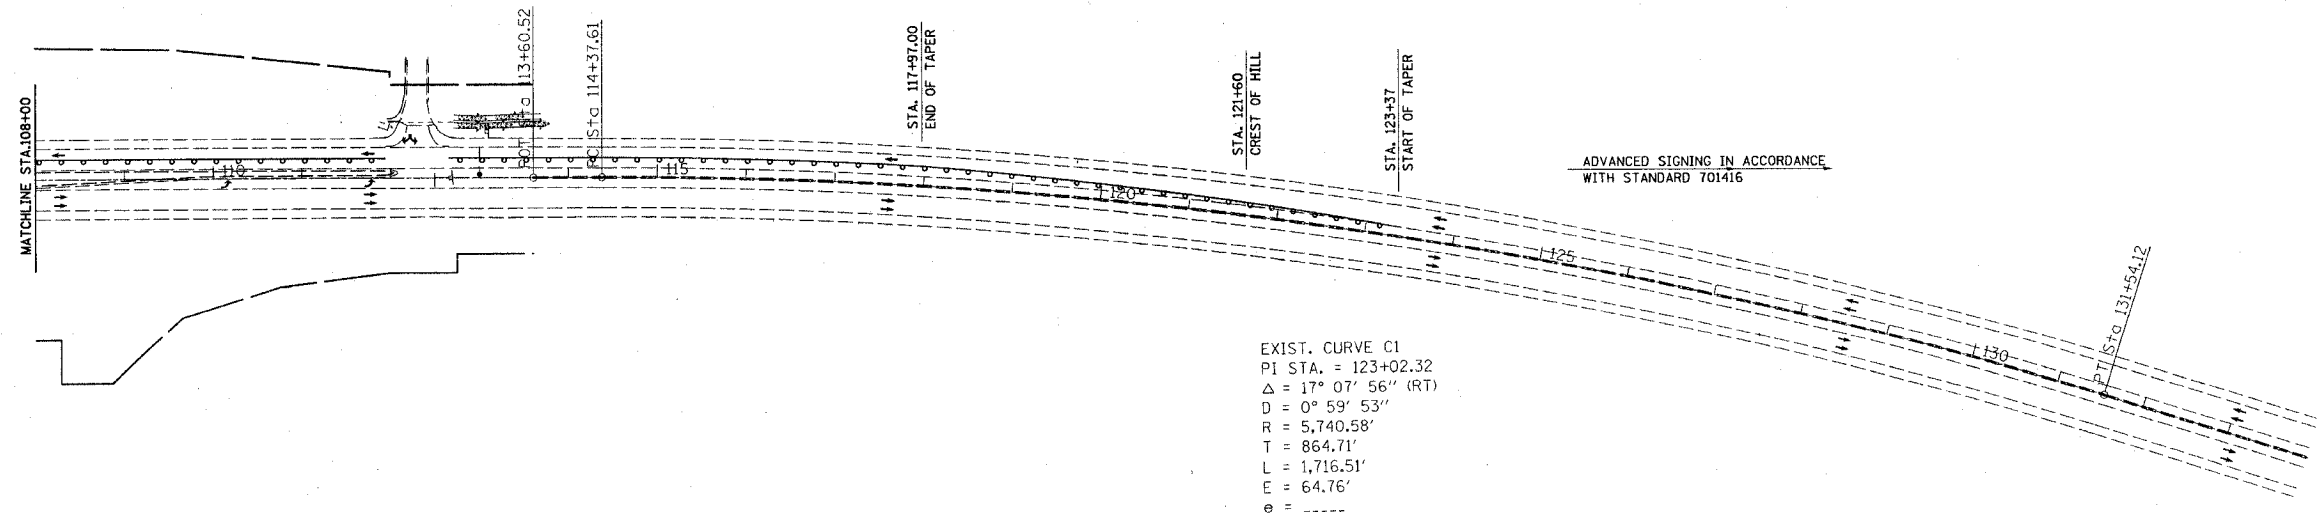 MATCHLINE STA.108+00
110
POT Sta 113+60.52
PC Sta 114+37.61
115
STA. 117+97.00
END OF TAPER
120
STA. 121+60
CREST OF HILL
STA. 123+37
START OF TAPER
ADVANCED SIGNING IN ACCORDANCE
WITH STANDARD 701416
125
130
PT Sta 131+54.12
EXIST. CURVE C1
PI STA. = 123+02.32
Δ = 17° 07' 56" (RT)
D = 0° 59' 53"
R = 5,740.58'
T = 864.71'
L = 1,716.51'
E = 64.76'
e = -----